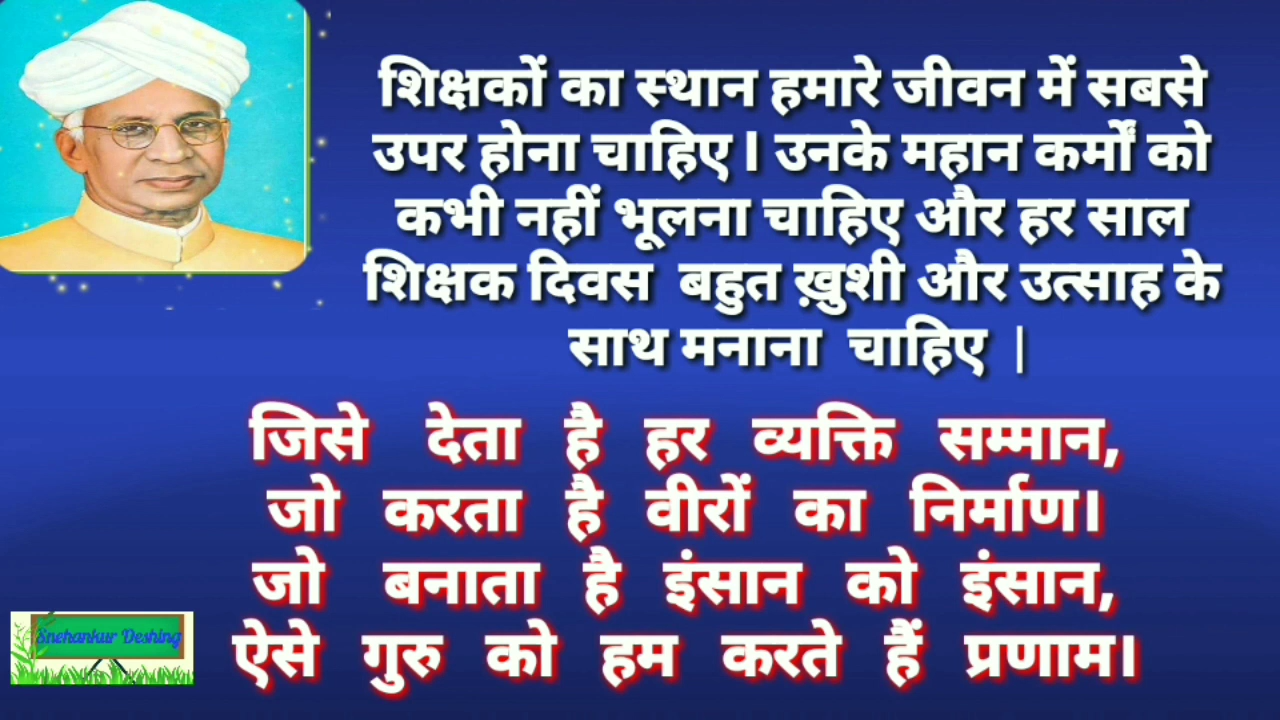 शिक्षकों का स्थान हमारे जीवन में सबसे
उपर होना चाहिए। उनके महान कर्मों को
कभी नहीं भूलना चाहिए और हर साल
शिक्षक दिवस बहुत ख़ुशी और उत्साह के
साथ मनाना चाहिए |
जिसे देता है हर व्यक्ति सम्मान,
जो करता है वीरों का निर्माण।
जो बनाता है इंसान को इंसान,
ऐसे गुरु को हम करते हैं प्रणाम।
Snehankur Deshing